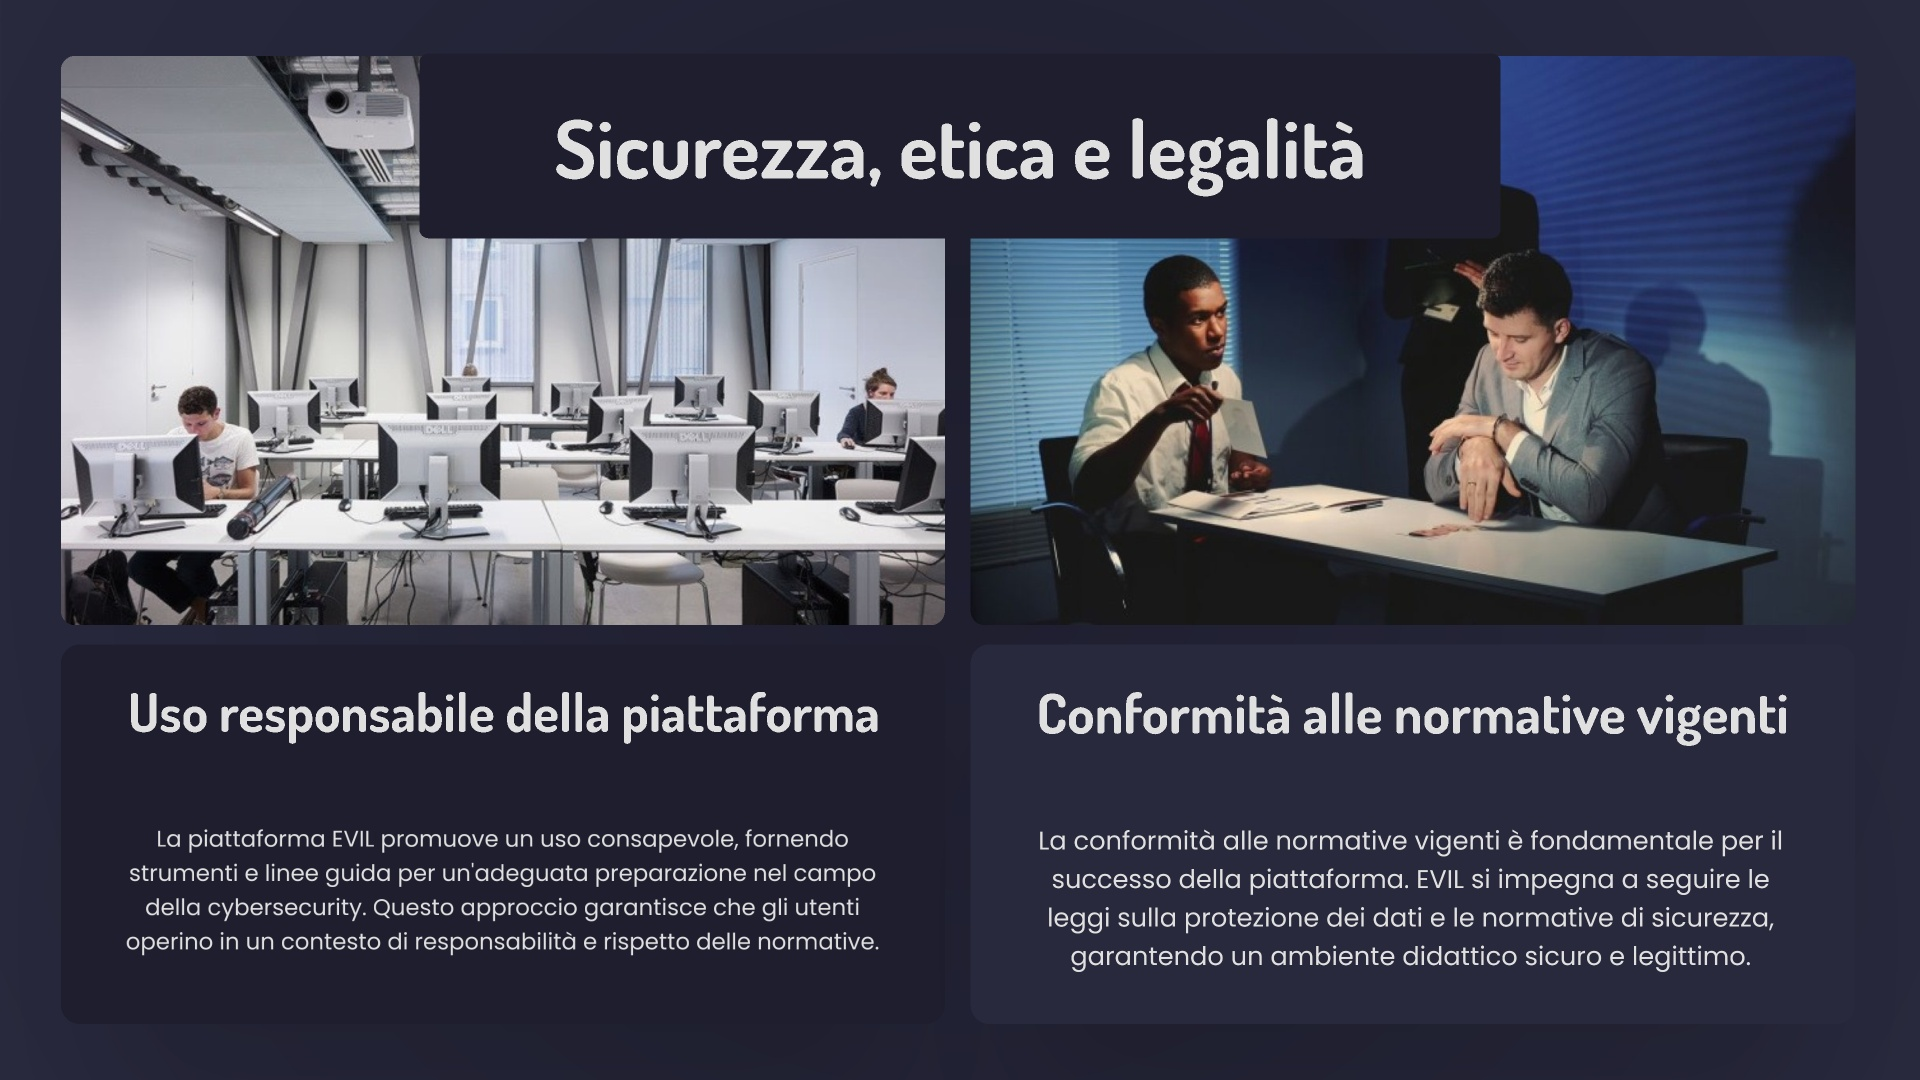 Sicurezza, etica e legalità
DELL
DELL
DELL
Uso responsabile della piattaforma
La piattaforma EVIL promuove un uso consapevole, fornendo
strumenti e linee guida per un'adeguata preparazione nel campo
della cybersecurity. Questo approccio garantisce che gli utenti
operino in un contesto di responsabilità e rispetto delle normative.
Conformità alle normative vigenti
La conformità alle normative vigenti è fondamentale per il
successo della piattaforma. EVIL si impegna a seguire le
leggi sulla protezione dei dati e le normative di sicurezza,
garantendo un ambiente didattico sicuro e legittimo.